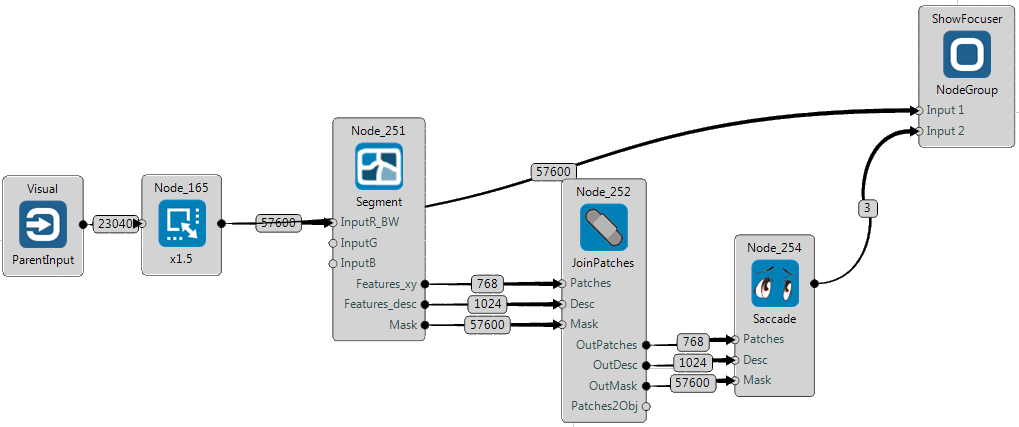 Visual
ParentInput
23040
Node_165
x1.5
57600
Node_251
Segment
InputR_BW
InputG
InputB
Features_xy
Features_desc
Mask
768
1024
57600
57600
Node_252
JoinPatches
Patches
Desc
Mask
OutPatches
OutDesc
OutMask
Patches2Obj
768
1024
57600
Node_254
Saccade
Patches
Desc
Mask
3
ShowFocuser
NodeGroup
Input 1
Input 2